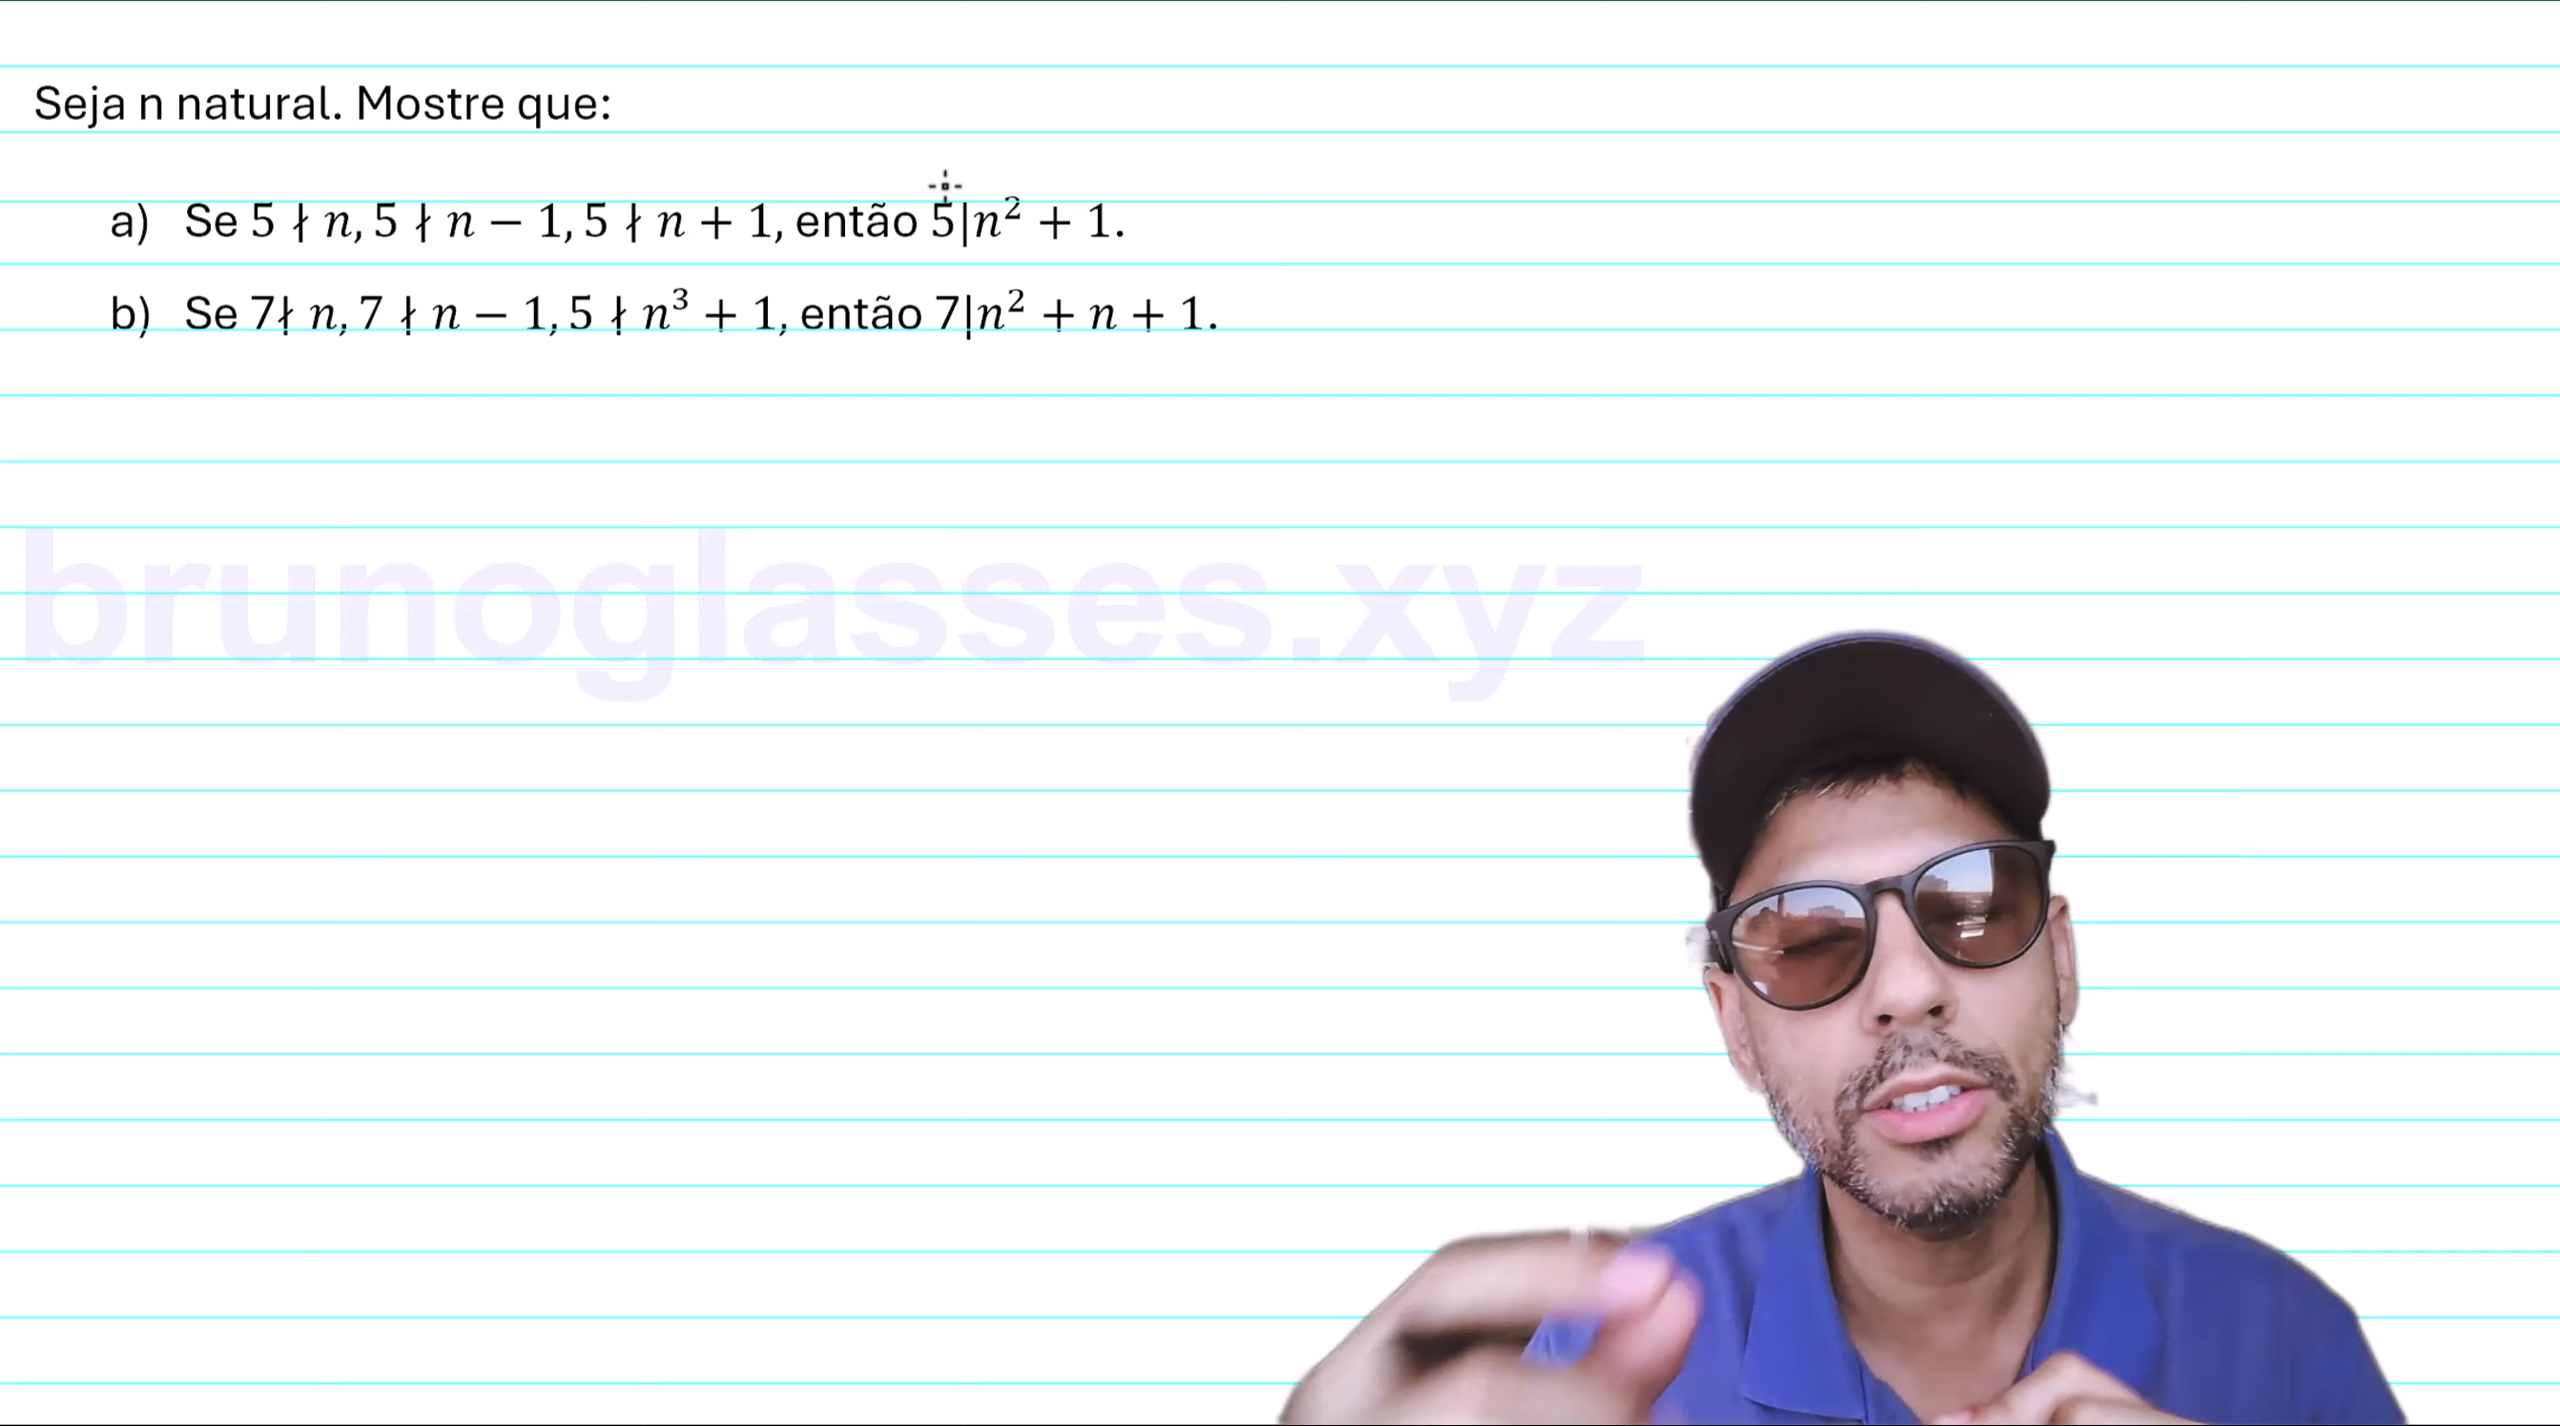 Seja n natural. Mostre que:
a) Se 5 ∤ n, 5 ∤ n − 1, 5 ∤ n + 1, então 5|n² + 1.
b) Se 7∤ n, 7 ∤ n − 1, 5 ∤ n³ + 1, então 7|n² + n + 1.
brunoglasses.xyz